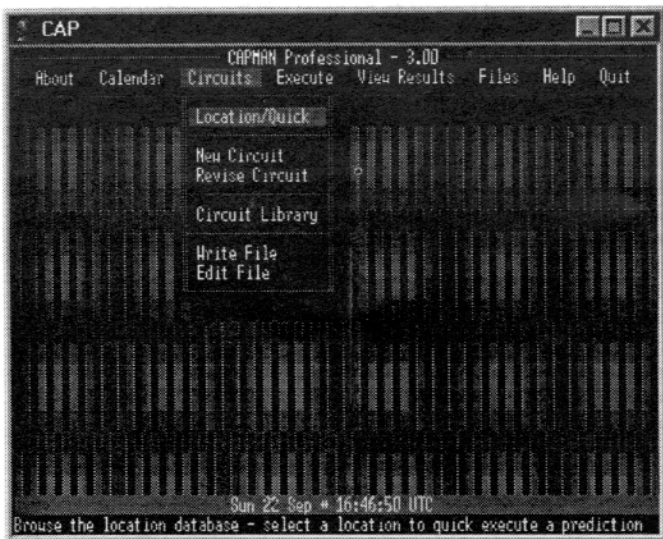 CAP
CAPMAN Professional - 3.00
About Calendar Circuits Execute View Results Files Help Quit
Location/Quick
New Circuit
Revise Circuit
Circuit Library
Write File
Edit File
Sun 22 Sep * 16:46:50 UTC
Browse the location database - select a location to quick execute a prediction